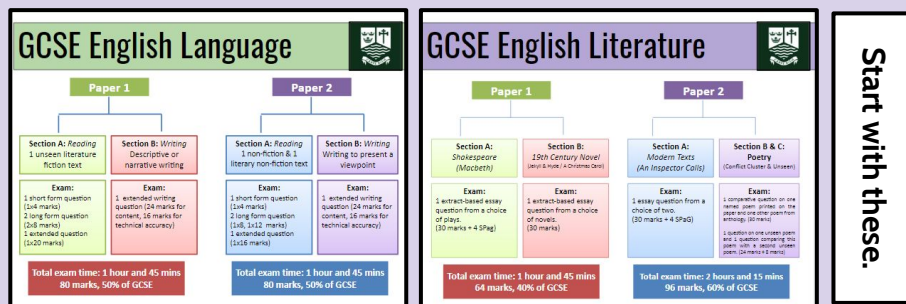 GCSE English Language
Paper 1
Section A: Reading
1 unseen literature
fiction text
Section B: Writing
Descriptive or
narrative writing
Exam:
1 short form question
(1x4 marks)
2 long form question
(2x8 marks)
1 extended question
(1x20 marks)
Exam:
1 extended writing
question (24 marks for
content, 16 marks for
technical accuracy)
Total exam time: 1 hour and 45 mins
80 marks, 50% of GCSE
Paper 2
Section A: Reading
1 non-fiction & 1
literary non-fiction text
Section B: Writing
Writing to present a
viewpoint
Exam:
1 short form question
(1x4 marks)
2 long form question
(1x8, 1x12 marks)
1 extended question
(1x16 marks)
Exam:
1 extended writing
question (24 marks for
content, 16 marks for
technical accuracy)
Total exam time: 1 hour and 45 mins
80 marks, 50% of GCSE
GCSE English Literature
Paper 1
Section A:
Shakespeare
(Macbeth)
Section B:
19th Century Novel
(Jekyll & Hyde / A Christmas Carol)
Exam:
1 extract-based essay
question from a choice
of plays.
(30 marks + 4 SPag)
Exam:
1 extract-based essay
question from a choice
of novels.
(30 marks)
Total exam time: 1 hour and 45 mins
64 marks, 40% of GCSE
Paper 2
Section A:
Modern Texts
(An Inspector Calls)
Section B & C:
Poetry
(Conflict Cluster & Unseen)
Exam:
1 essay question from a
choice of two.
(30 marks + 4 SPaG)
Exam:
1 comparative question on one
named poem printed on the
paper and one other poem from
anthology (30 marks)
1 question on one unseen poem
and 1 question comparing this
poem with a second unseen
poem. (24 marks + 8 marks)
Total exam time: 2 hours and 15 mins
96 marks, 60% of GCSE
Start with these.